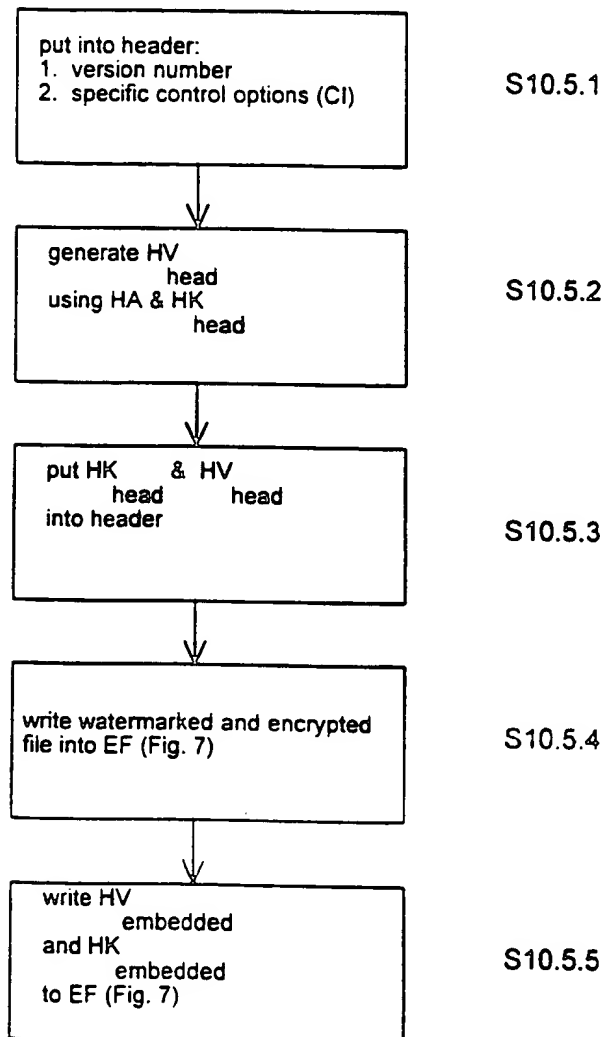 put into header:
1. version number
2. specific control options (CI)
S10.5.1
generate HV
head
using HA & HK
head
S10.5.2
put HK & HV
head head
into header
S10.5.3
write watermarked and encrypted
file into EF (Fig. 7)
S10.5.4
write HV
embedded
and HK
embedded
to EF (Fig. 7)
S10.5.5